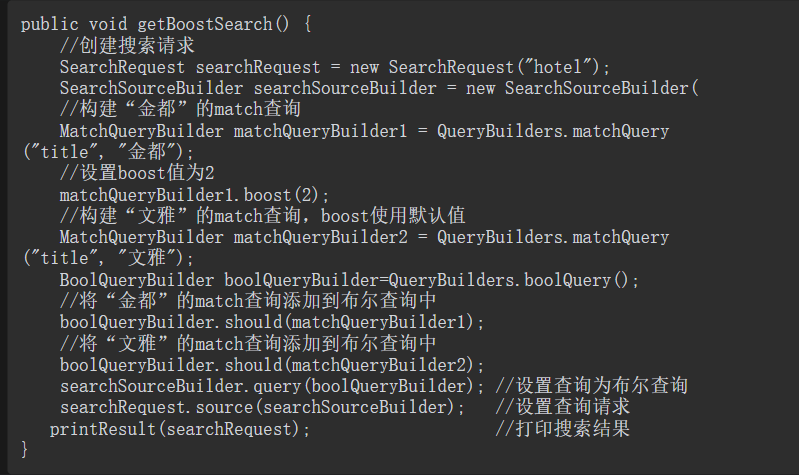 public void getBoostSearch() {
    //创建搜索请求
    SearchRequest searchRequest = new SearchRequest("hotel");
    SearchSourceBuilder searchSourceBuilder = new SearchSourceBuilder(
    //构建“金都”的match查询
    MatchQueryBuilder matchQueryBuilder1 = QueryBuilders.matchQuery
("title", "金都");
    //设置boost值为2
    matchQueryBuilder1.boost(2);
    //构建“文雅”的match查询，boost使用默认值
    MatchQueryBuilder matchQueryBuilder2 = QueryBuilders.matchQuery
("title", "文雅");
    BoolQueryBuilder boolQueryBuilder=QueryBuilders.boolQuery();
    //将“金都”的match查询添加到布尔查询中
    boolQueryBuilder.should(matchQueryBuilder1);
    //将“文雅”的match查询添加到布尔查询中
    boolQueryBuilder.should(matchQueryBuilder2);
    searchSourceBuilder.query(boolQueryBuilder); //设置查询为布尔查询
    searchRequest.source(searchSourceBuilder);   //设置查询请求
   printResult(searchRequest);                   //打印搜索结果
}